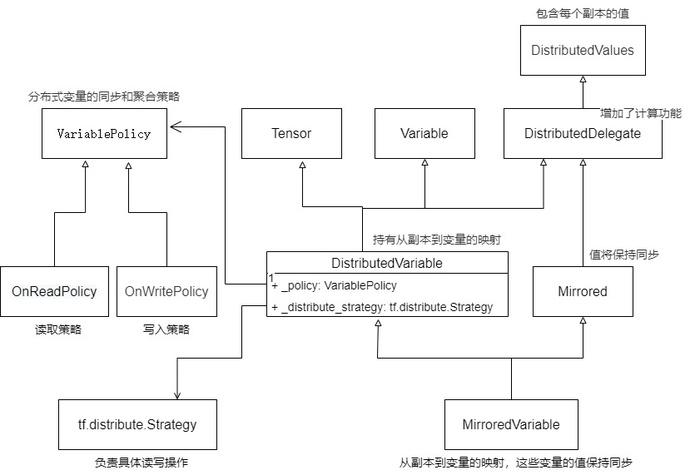 包含每个副本的值
DistributedValues
分布式变量的同步和聚合策略
增加了计算功能
VariablePolicy
Tensor
Variable
DistributedDelegate
持有从副本到变量的映射
值将保持同步
DistributedVariable
1
+ _policy: VariablePolicy
+ _distribute_strategy: tf.distribute.Strategy
OnReadPolicy
OnWritePolicy
Mirrored
读取策略
写入策略
tf.distribute.Strategy
MirroredVariable
负责具体读写操作
从副本到变量的映射，这些变量的值保持同步